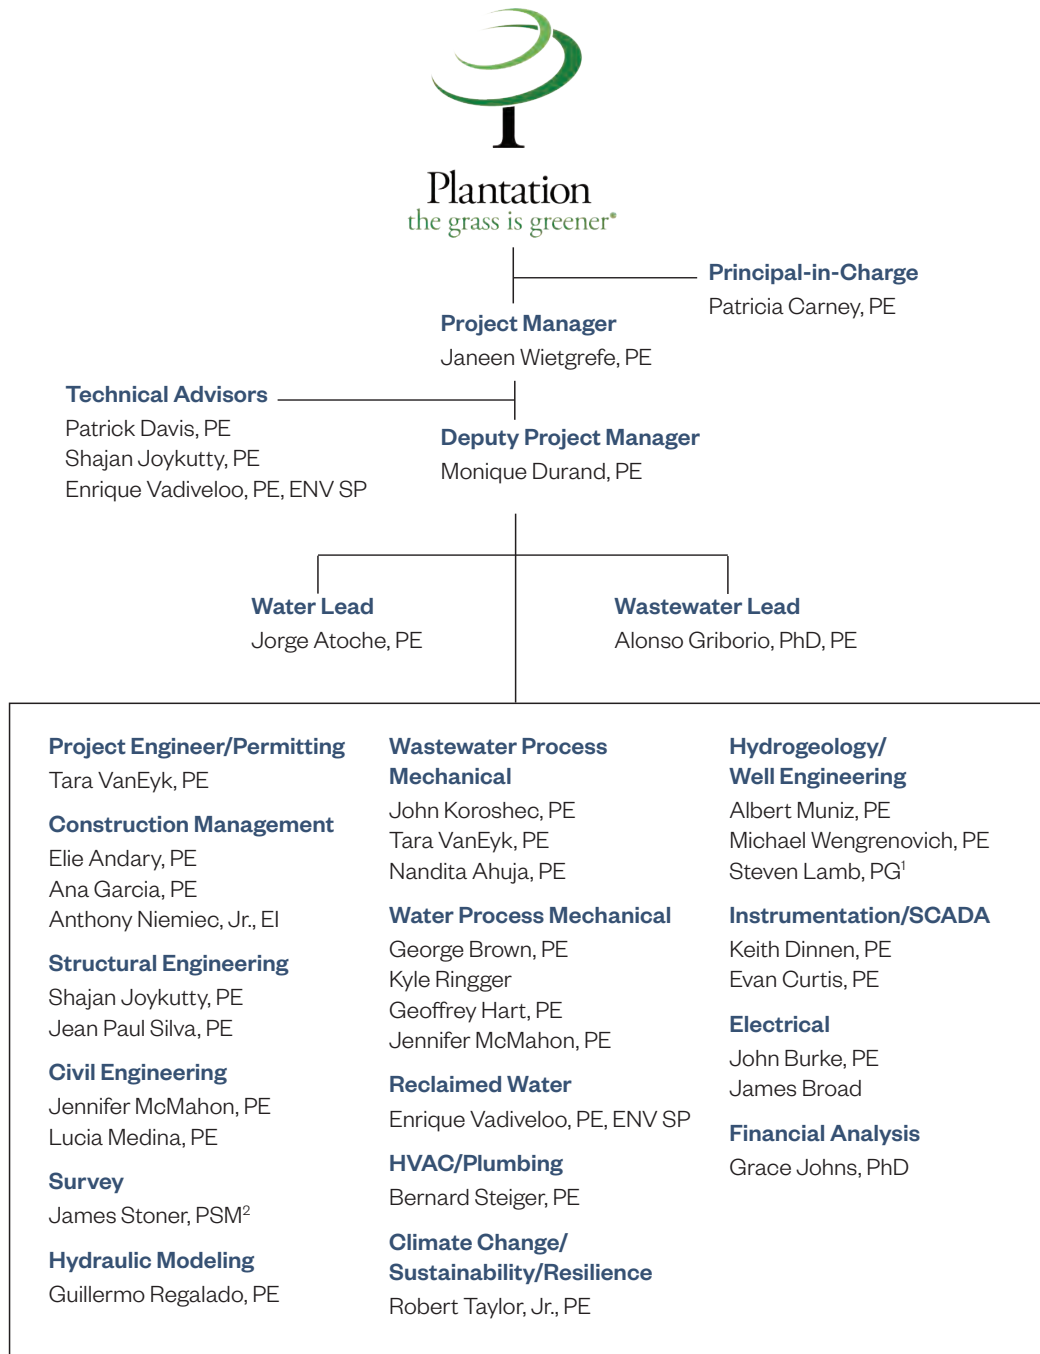 Plantation
the grass is greener®
Principal-in-Charge
Patricia Carney, PE
Project Manager
Janeen Wietgrefe, PE
Technical Advisors
Patrick Davis, PE
Shajan Joykutty, PE
Enrique Vadiveloo, PE, ENV SP
Deputy Project Manager
Monique Durand, PE
Water Lead
Jorge Atoche, PE
Wastewater Lead
Alonso Griborio, PhD, PE
Project Engineer/Permitting
Tara VanEyk, PE
Construction Management
Elie Andary, PE
Ana Garcia, PE
Anthony Niemiec, Jr., EI
Structural Engineering
Shajan Joykutty, PE
Jean Paul Silva, PE
Civil Engineering
Jennifer McMahon, PE
Lucia Medina, PE
Survey
James Stoner, PSM²
Hydraulic Modeling
Guillermo Regalado, PE
Wastewater Process
Mechanical
John Koroshec, PE
Tara VanEyk, PE
Nandita Ahuja, PE
Water Process Mechanical
George Brown, PE
Kyle Ringger
Geoffrey Hart, PE
Jennifer McMahon, PE
Reclaimed Water
Enrique Vadiveloo, PE, ENV SP
HVAC/Plumbing
Bernard Steiger, PE
Climate Change/
Sustainability/Resilience
Robert Taylor, Jr., PE
Hydrogeology/
Well Engineering
Albert Muniz, PE
Michael Wengrenovich, PE
Steven Lamb, PG¹
Instrumentation/SCADA
Keith Dinnen, PE
Evan Curtis, PE
Electrical
John Burke, PE
James Broad
Financial Analysis
Grace Johns, PhD